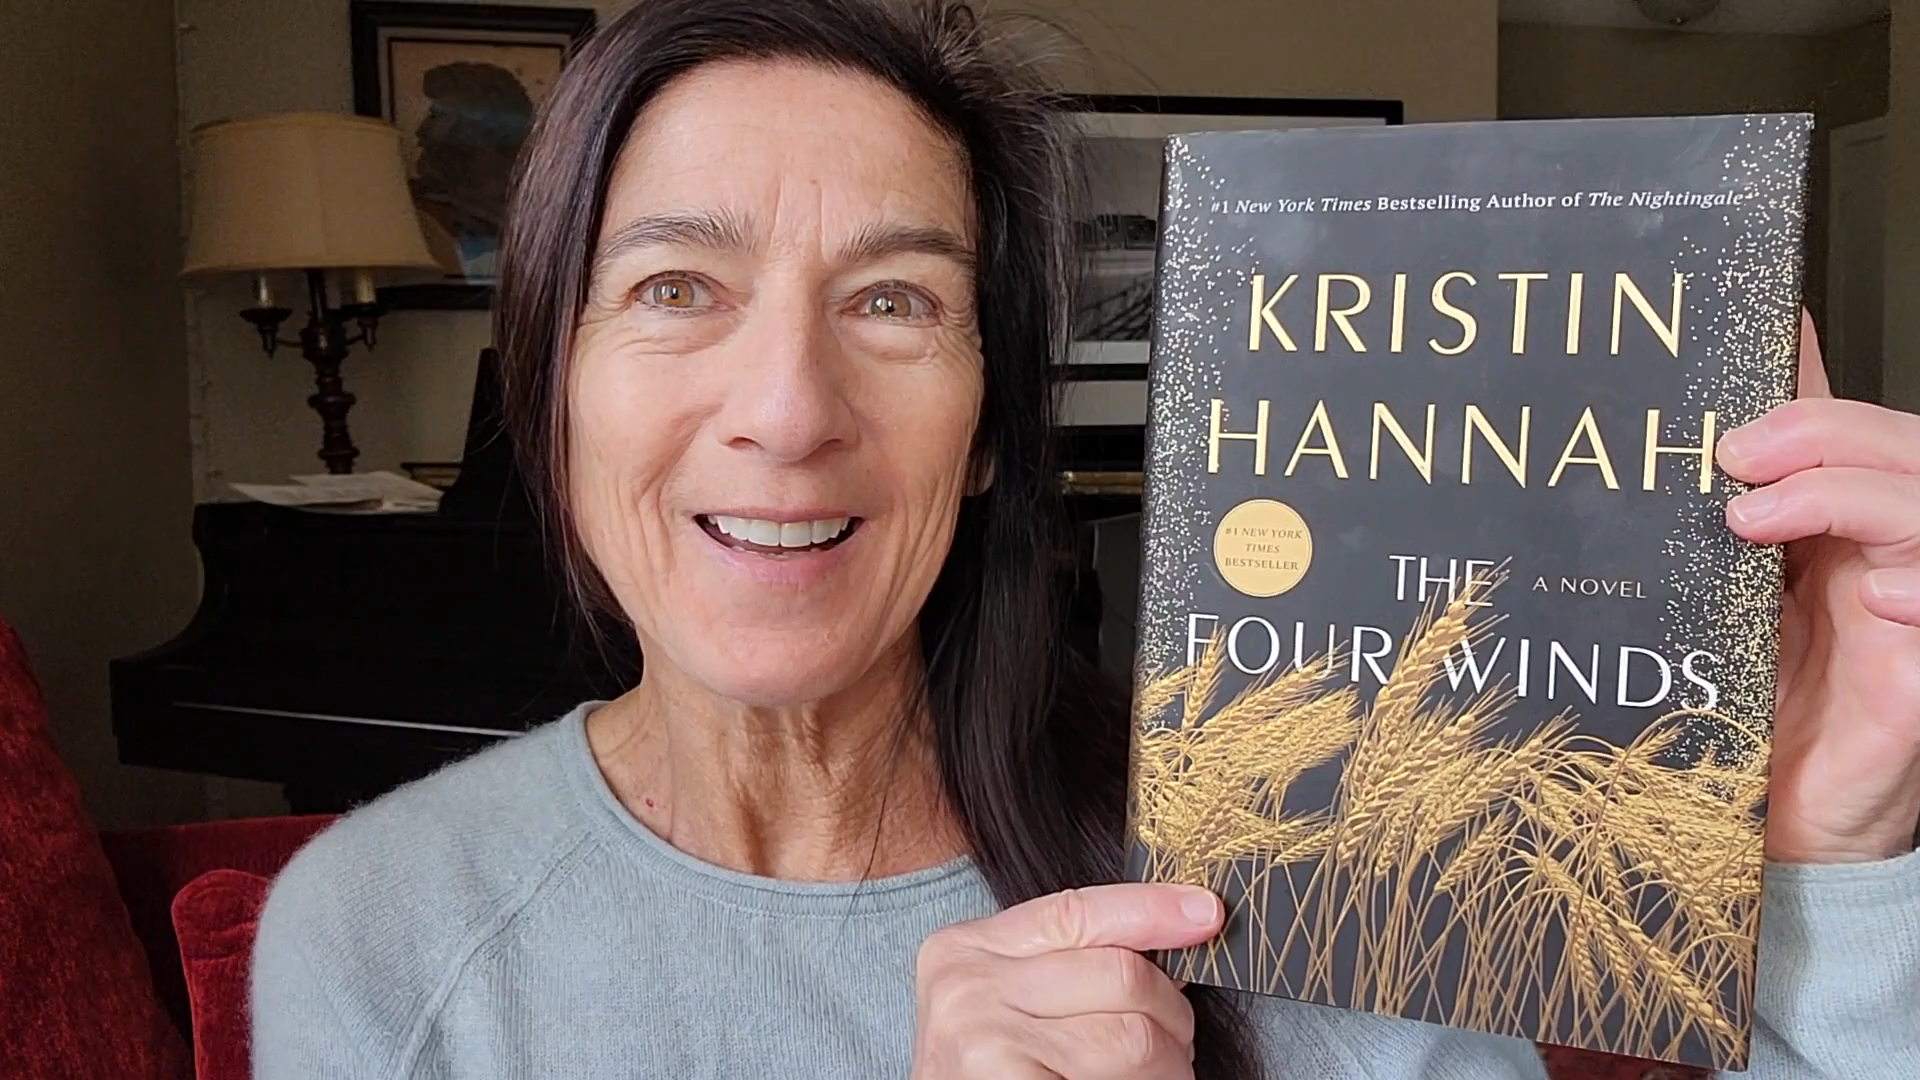 #1 New York Times Bestselling Author of The Nightingale
KRISTIN
HANNAH
#1 NEW YORK
TIMES
BESTSELLER
THE
A NOVEL
FOUR WINDS